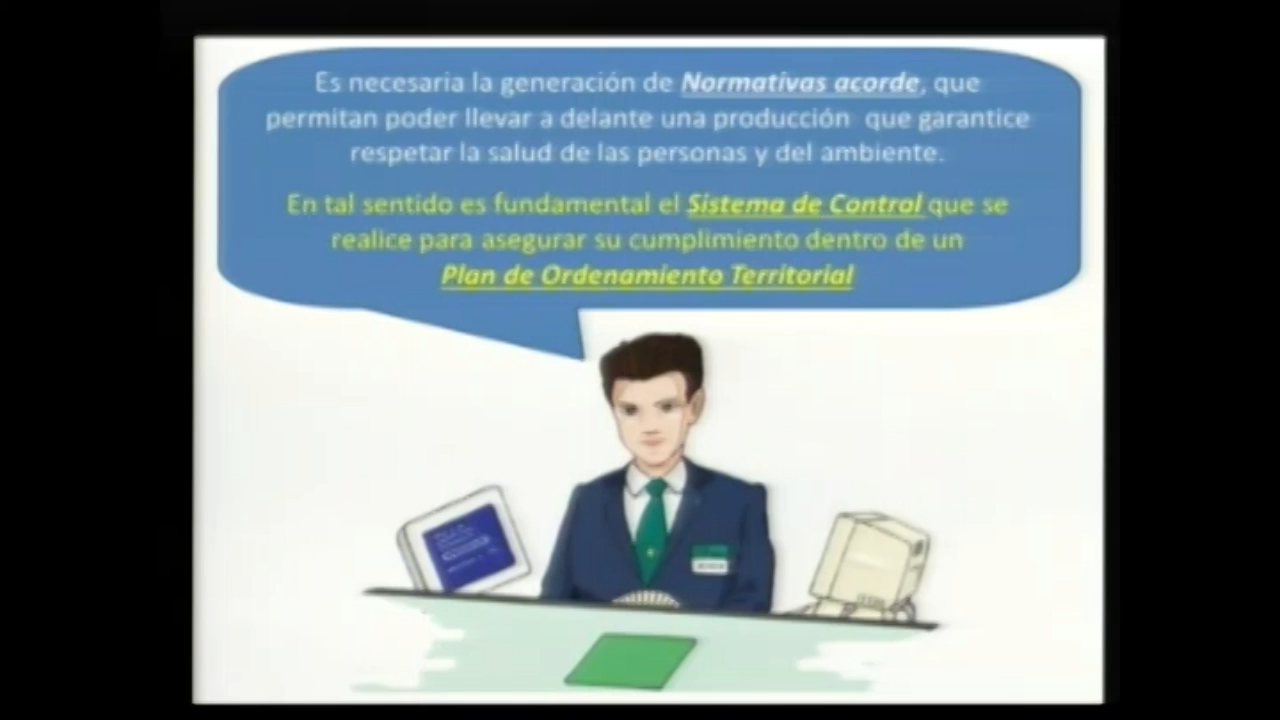 Es necesaria la generación de Normativas acorde, que
permitan poder llevar a delante una producción que garantice
respetar la salud de las personas y del ambiente.
En tal sentido es fundamental el Sistema de Control que se
realice para asegurar su cumplimiento dentro de un
Plan de Ordenamiento Territorial